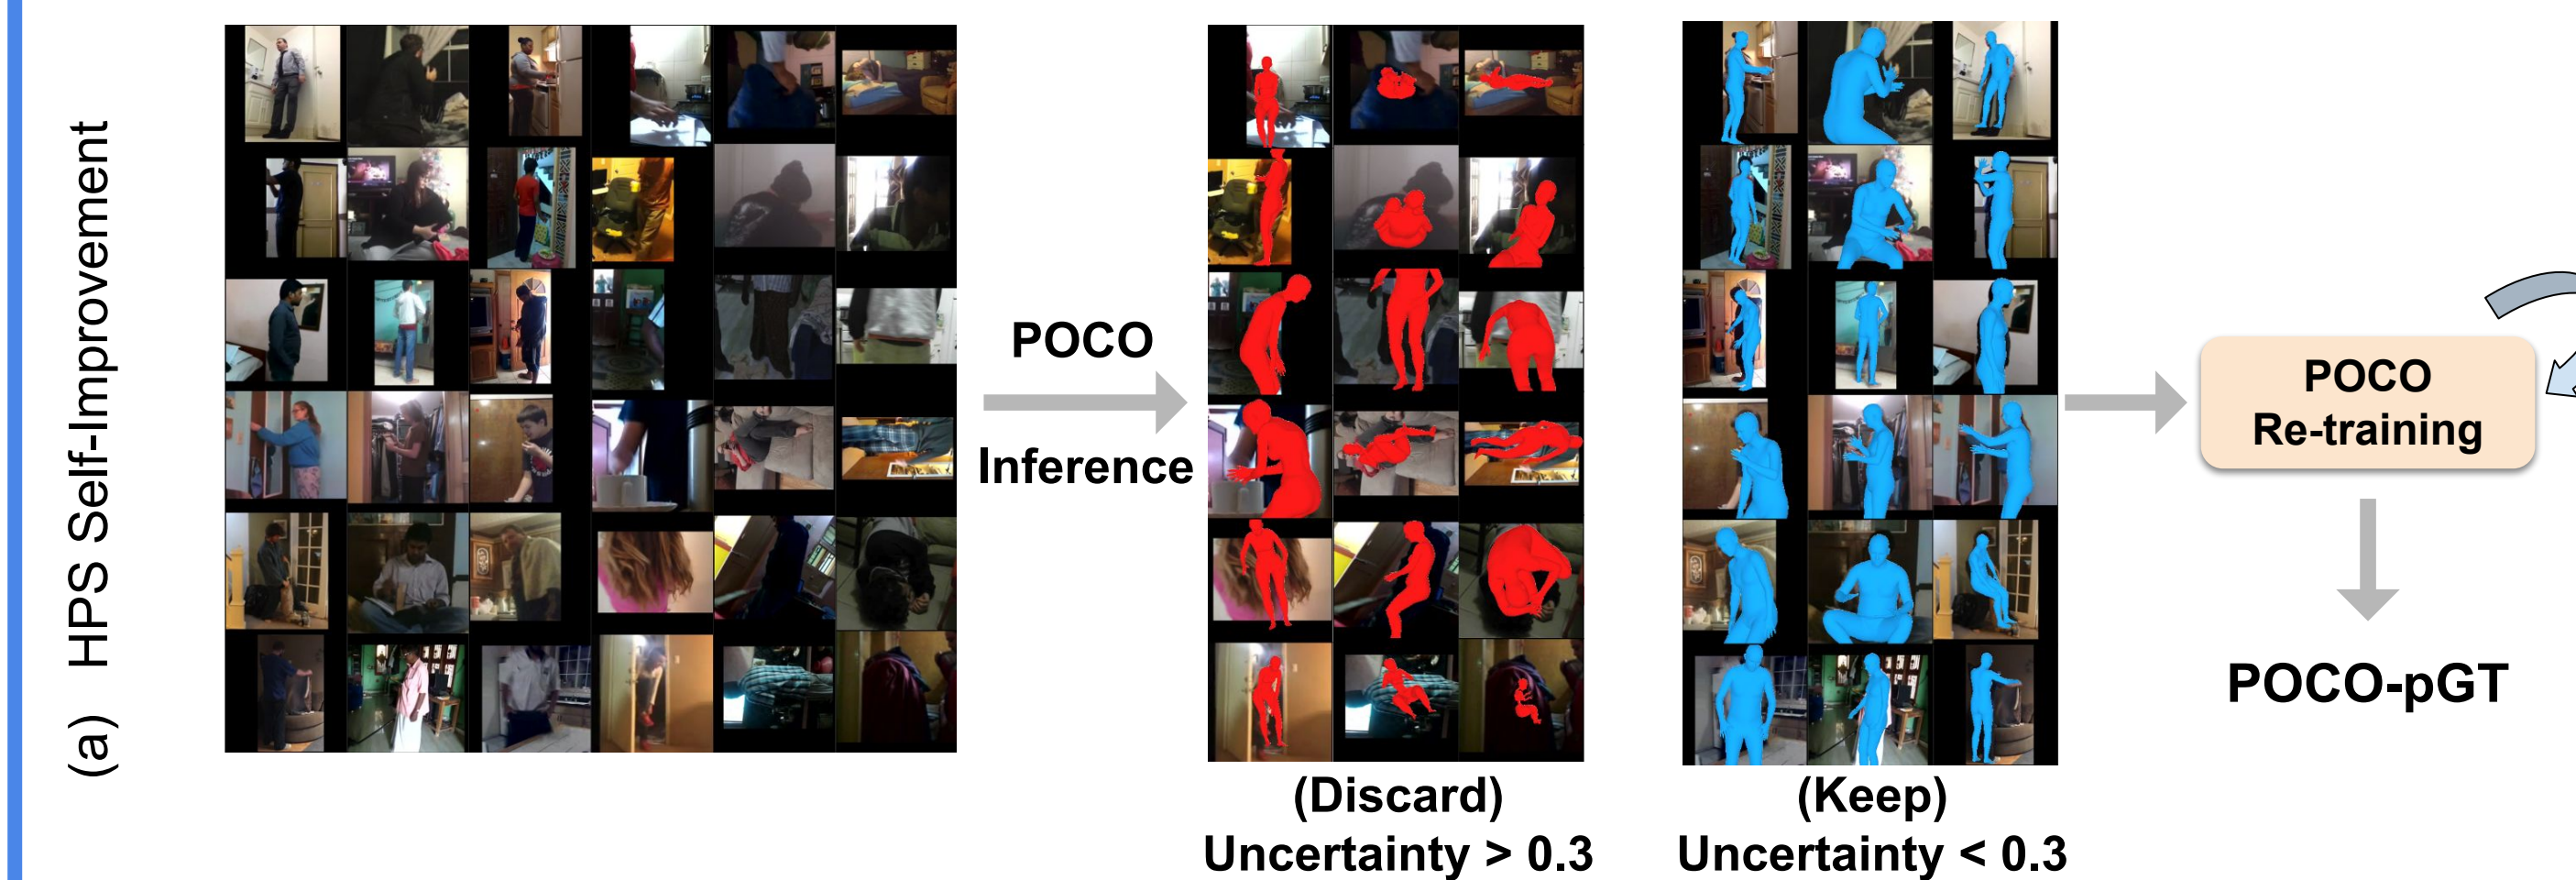 (a) HPS Self-Improvement
POCO
Inference
(Discard)
Uncertainty > 0.3
(Keep)
Uncertainty < 0.3
POCO
Re-training
POCO-pGT